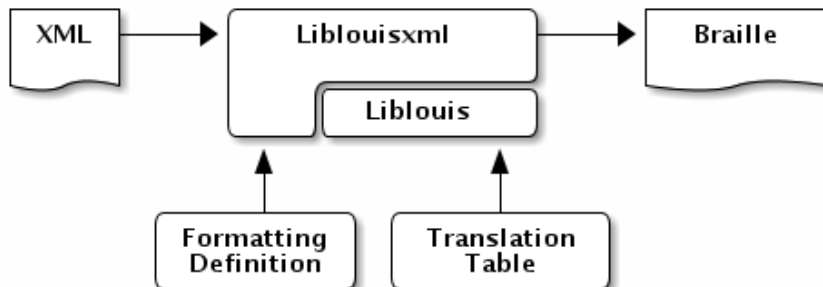 XML
Liblouisxml
Braille
Liblouis
Formatting
Definition
Translation
Table